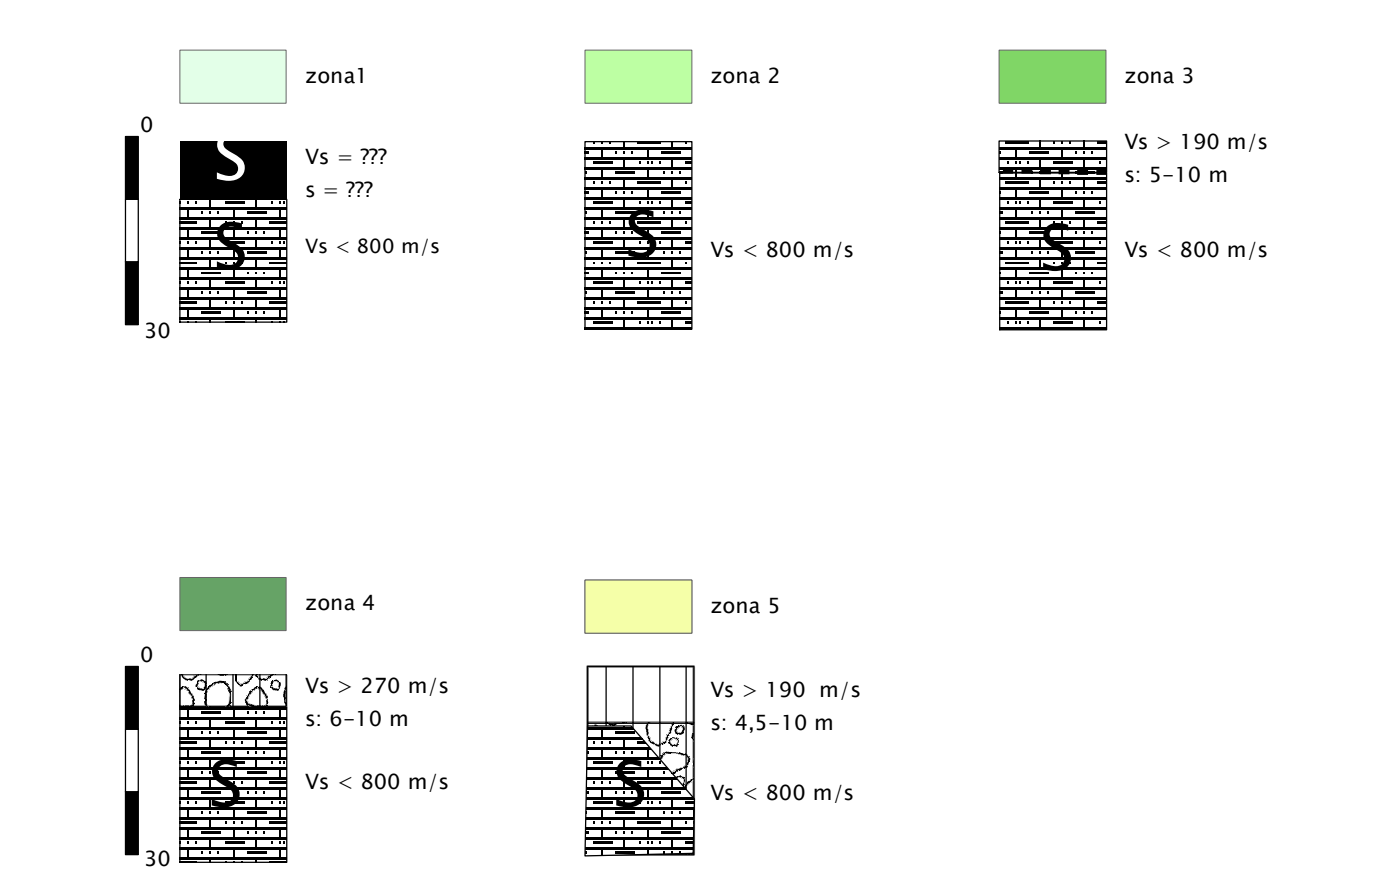 zona1
zona 2
zona 3
0
S
Vs = ???
s = ???
S
Vs < 800 m/s
30
S
Vs < 800 m/s
Vs > 190 m/s
s: 5-10 m
S
Vs < 800 m/s
zona 4
zona 5
0
Vs > 270 m/s
s: 6-10 m
S
Vs < 800 m/s
30
Vs > 190 m/s
s: 4,5-10 m
S
Vs < 800 m/s